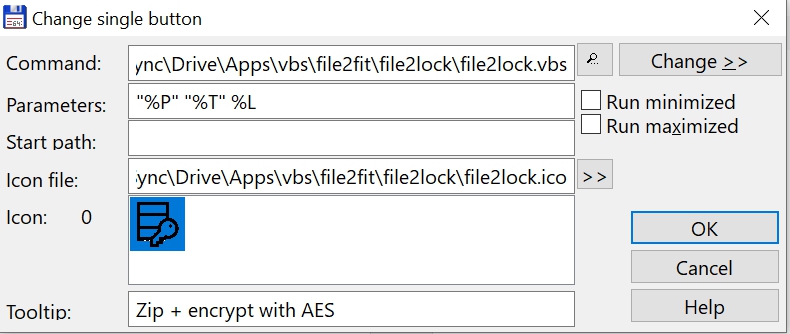 Change single button
Command: ync\Drive\Apps\vbs\file2fit\file2lock\file2lock.vbs Change >>
Parameters: "%P" "%T" %L Run minimized
Run maximized
Start path:
Icon file: ync\Drive\Apps\vbs\file2fit\file2lock\file2lock.ico >>
Icon: 0
OK
Cancel
Tooltip: Zip + encrypt with AES Help